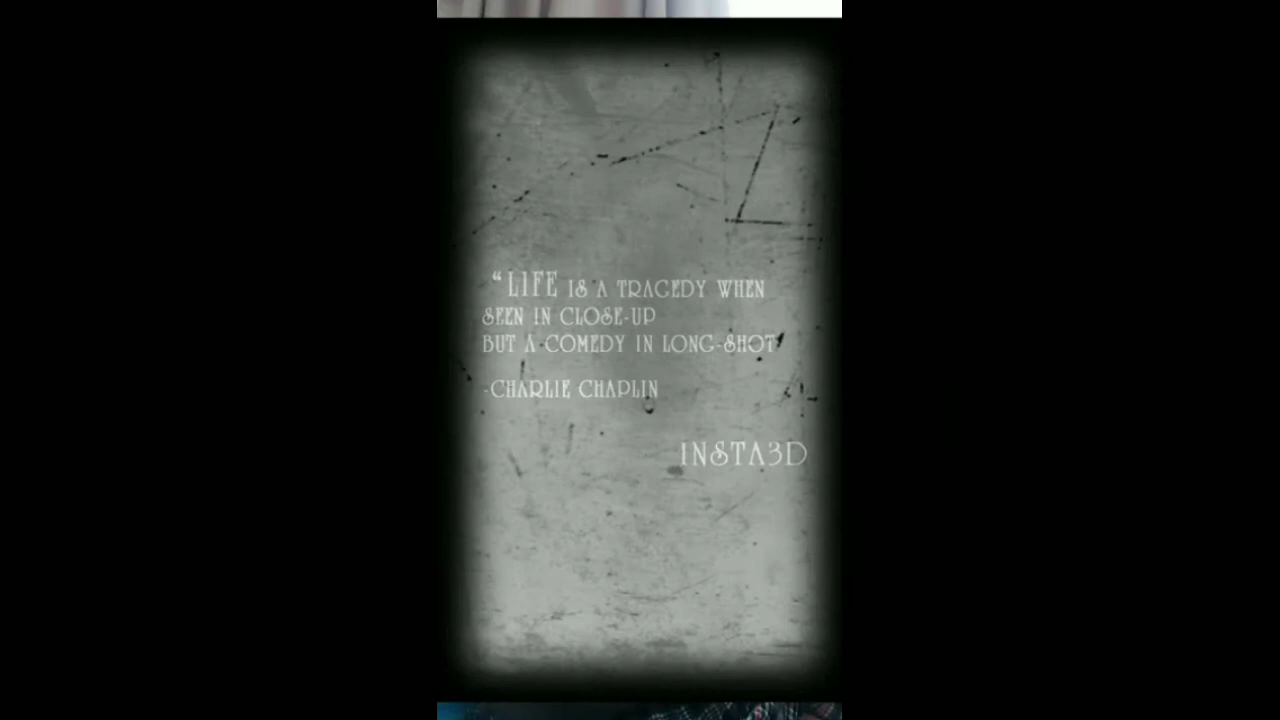 “LIFE IS A TRAGEDY WHEN
SEEN IN CLOSE-UP
BUT A COMEDY IN LONG-SHOT
-CHARLIE CHAPLIN
INSTA3D